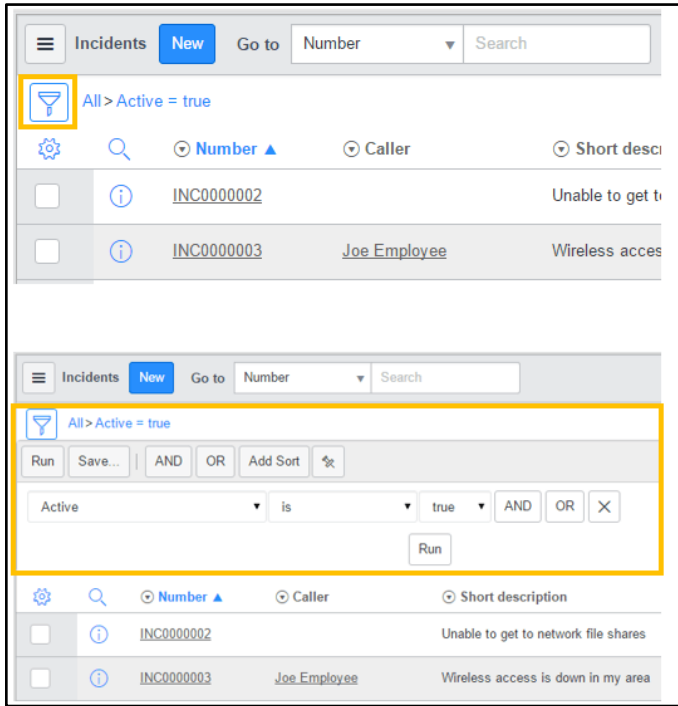 Incidents New Go to Number Search
All > Active = true
Number Caller Short descr
INC0000002 Unable to get t
INC0000003 Joe Employee Wireless acces
Incidents New Go to Number Search
All > Active = true
Run Save... AND OR Add Sort
Active is true AND OR
Run
Number Caller Short description
INC0000002 Unable to get to network file shares
INC0000003 Joe Employee Wireless access is down in my area